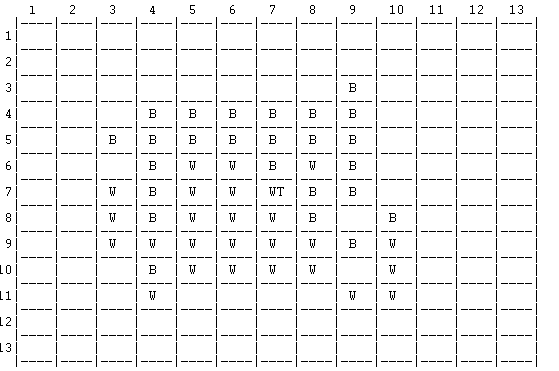 1 2 3 4 5 6 7 8 9 10 11 12 13
1
2
3 B
4 B B B B B B
5 B B B B B B B
6 B W W B W B
7 W B W W WT B B
8 W B W W W B B
9 W W W W W W B W
10 B W W W W W
11 W W W
12
13